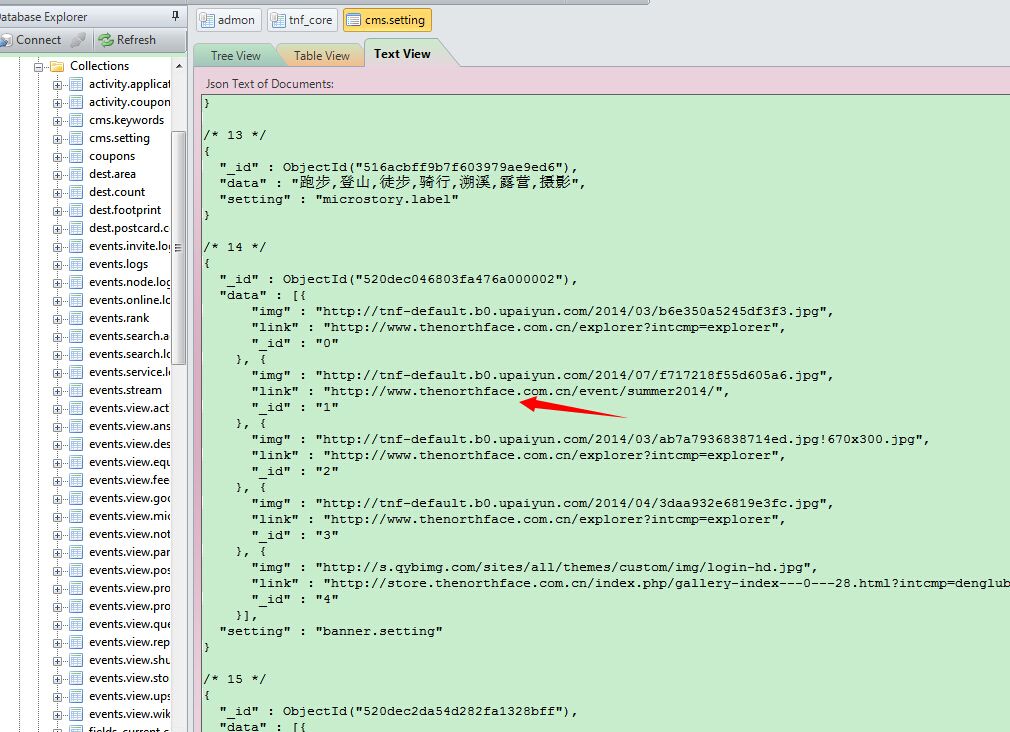 Database Explorer
Connect
Refresh
Collections
activity.applicat
activity.coupon
cms.keywords
cms.setting
coupons
dest.area
dest.count
dest.footprint
dest.postcard.c
events.invite.log
events.logs
events.node.log
events.online.lo
events.rank
events.search.a
events.search.lo
events.service.lo
events.stream
events.view.act
events.view.ans
events.view.des
events.view.equ
events.view.fee
events.view.goo
events.view.mic
events.view.not
events.view.par
events.view.pos
events.view.pro
events.view.pro
events.view.que
events.view.rep
events.view.shu
events.view.sto
events.view.ups
events.view.wik
fields_current.c
admon
tnf_core
cms.setting
Tree View
Table View
Text View
Json Text of Documents:
}
/* 13 */
{
"_id" : ObjectId("516acbff9b7f603979ae9ed6"),
"data" : "跑步,登山,徒步,骑行,溯溪,露营,摄影",
"setting" : "microstory.label"
}
/* 14 */
{
"_id" : ObjectId("520dec046803fa476a000002"),
"data" : [{
"img" : "http://tnf-default.b0.upaiyun.com/2014/03/b6e350a5245df3f3.jpg",
"link" : "http://www.thenorthface.com.cn/explorer?intcmp=explorer",
"_id" : "0"
}, {
"img" : "http://tnf-default.b0.upaiyun.com/2014/07/f717218f55d605a6.jpg",
"link" : "http://www.thenorthface.com.cn/event/summer2014/",
"_id" : "1"
}, {
"img" : "http://tnf-default.b0.upaiyun.com/2014/03/ab7a7936838714ed.jpg!670x300.jpg",
"link" : "http://www.thenorthface.com.cn/explorer?intcmp=explorer",
"_id" : "2"
}, {
"img" : "http://tnf-default.b0.upaiyun.com/2014/04/3daa932e6819e3fc.jpg",
"link" : "http://www.thenorthface.com.cn/explorer?intcmp=explorer",
"_id" : "3"
}, {
"img" : "http://s.qybimg.com/sites/all/themes/custom/img/login-hd.jpg",
"link" : "http://store.thenorthface.com.cn/index.php/gallery-index---0---28.html?intcmp=denglub
"_id" : "4"
}],
"setting" : "banner.setting"
}
/* 15 */
{
"_id" : ObjectId("520dec2da54d282fa1328bff"),
"data" : [{